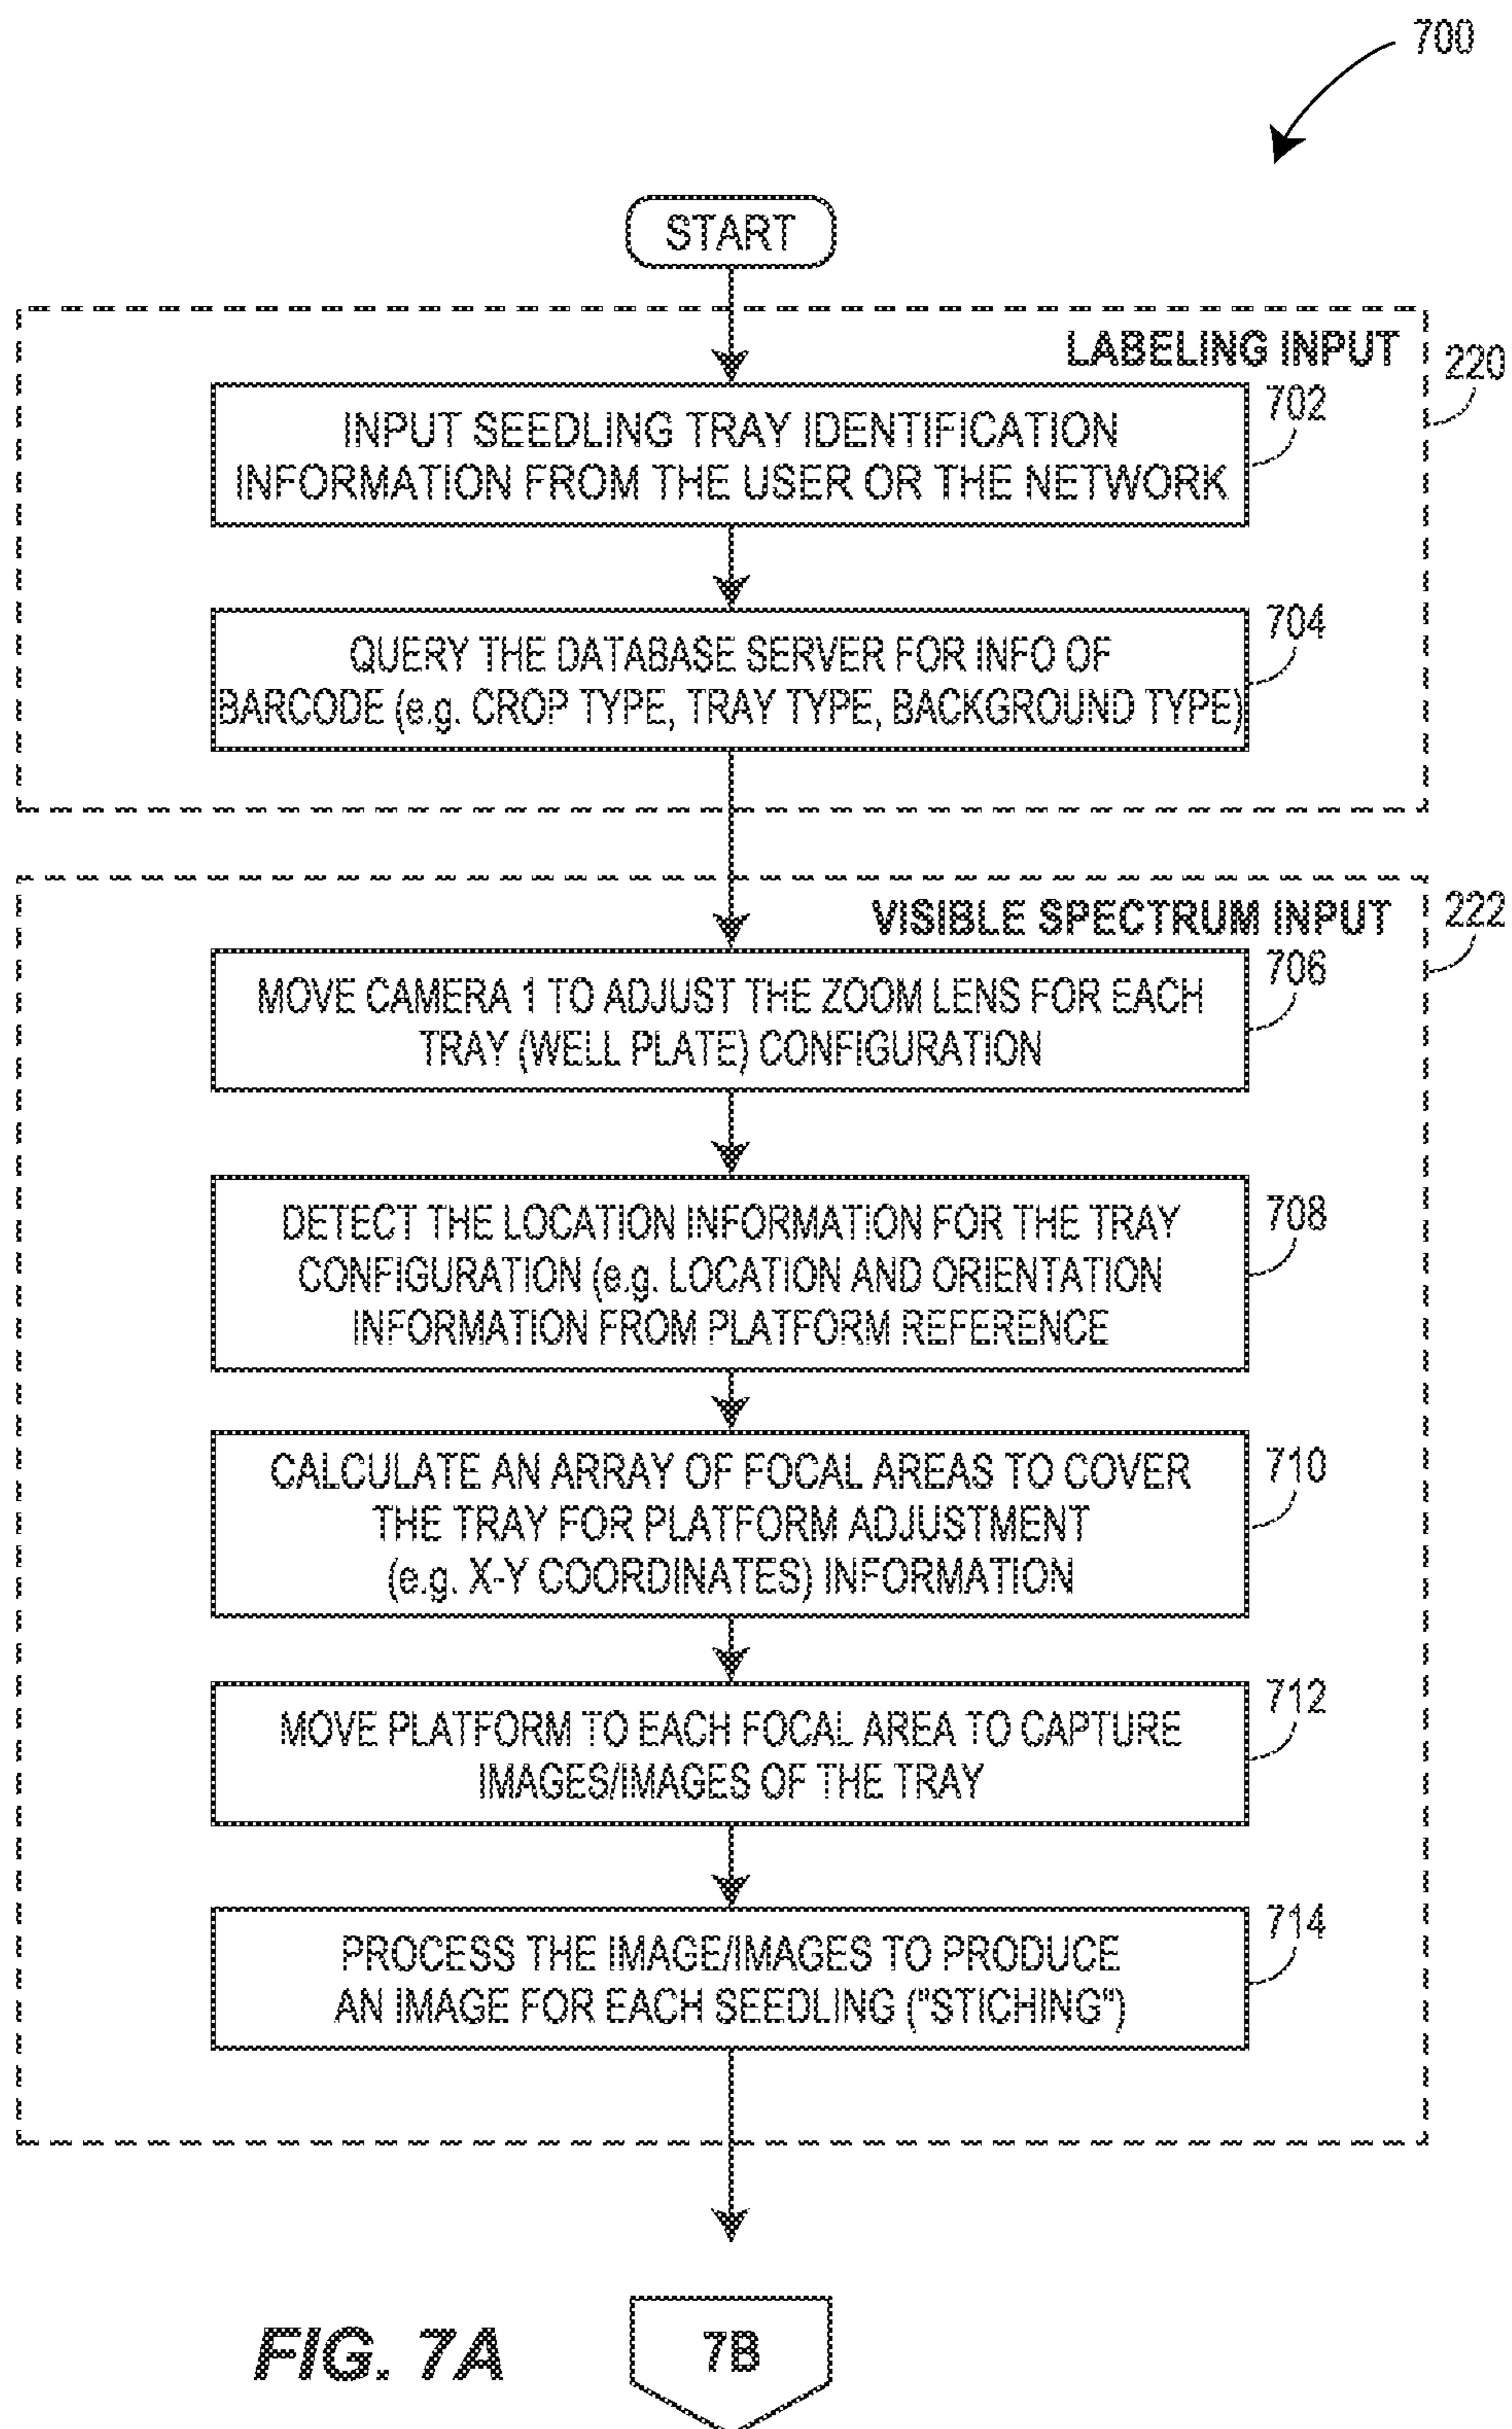 700
START
LABELING INPUT
220
702
INPUT SEEDLING TRAY IDENTIFICATION
INFORMATION FROM THE USER OR THE NETWORK
704
QUERY THE DATABASE SERVER FOR INFO OF
BARCODE (e.g. CROP TYPE, TRAY TYPE, BACKGROUND TYPE)
VISIBLE SPECTRUM INPUT
222
706
MOVE CAMERA 1 TO ADJUST THE ZOOM LENS FOR EACH
TRAY (WELL PLATE) CONFIGURATION
708
DETECT THE LOCATION INFORMATION FOR THE TRAY
CONFIGURATION (e.g. LOCATION AND ORIENTATION
INFORMATION FROM PLATFORM REFERENCE
710
CALCULATE AN ARRAY OF FOCAL AREAS TO COVER
THE TRAY FOR PLATFORM ADJUSTMENT
(e.g. X-Y COORDINATES) INFORMATION
712
MOVE PLATFORM TO EACH FOCAL AREA TO CAPTURE
IMAGES/IMAGES OF THE TRAY
714
PROCESS THE IMAGE/IMAGES TO PRODUCE
AN IMAGE FOR EACH SEEDLING ("STICHING")
FIG. 7A
7B